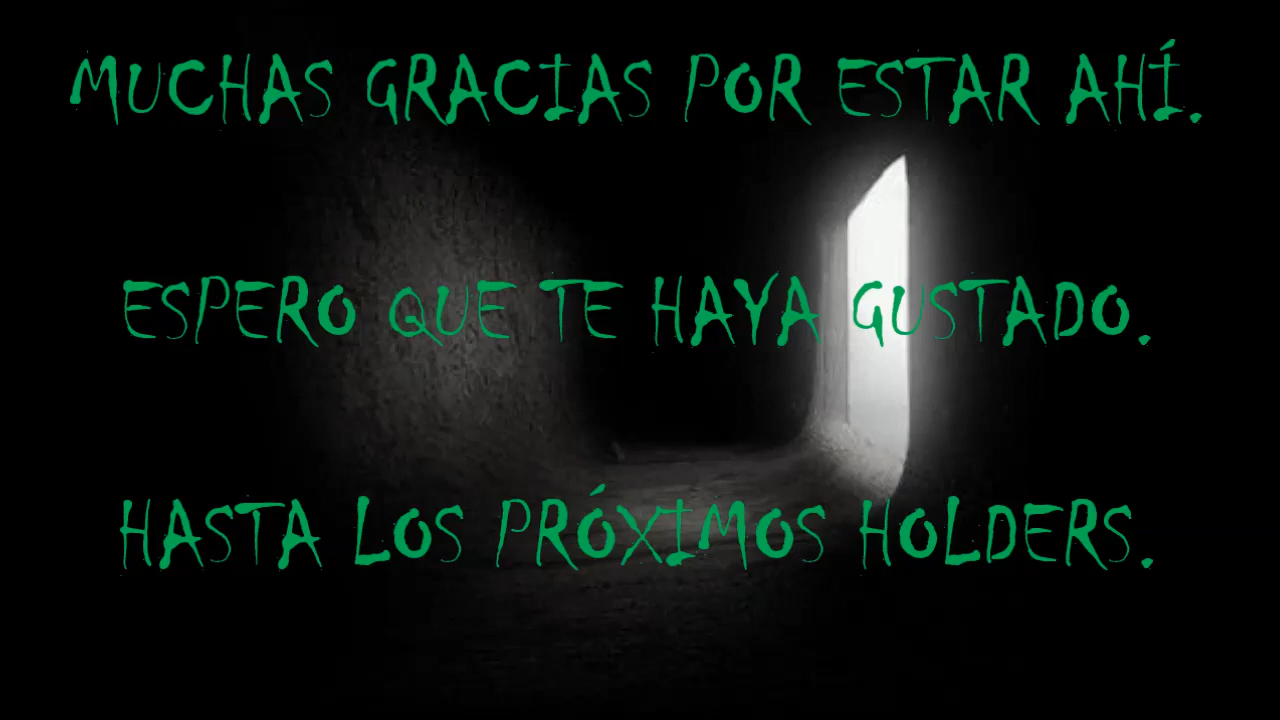 MUCHAS GRACIAS POR ESTAR AHÍ.
ESPERO QUE TE HAYA GUSTADO.
HASTA LOS PRÓXIMOS HOLDERS.